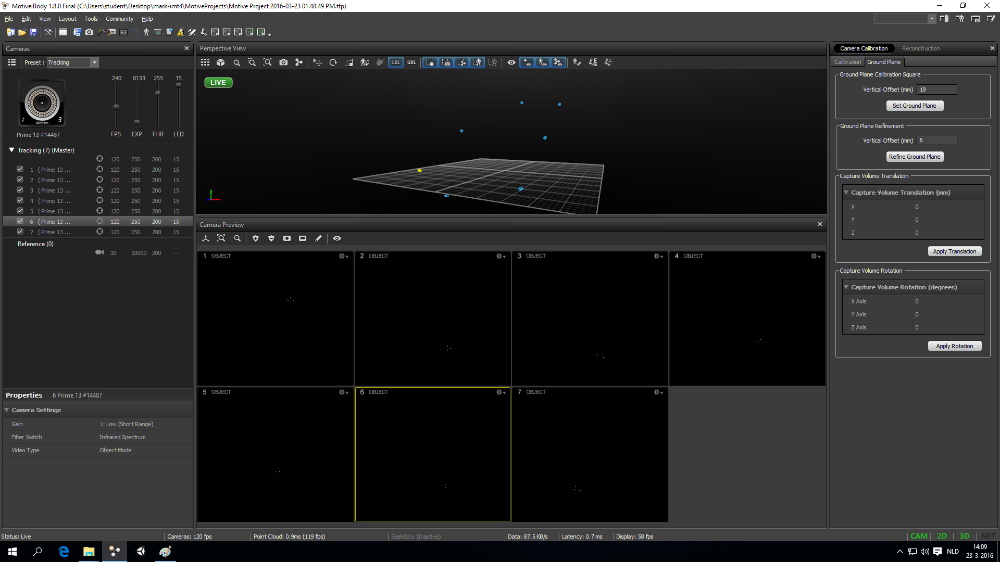 Motive:Body 1.8.0 Final (C:\Users\student\Desktop\mark-imt4\MotiveProjects\Motive Project 2016-03-23 01.48.49 PM.ttp)
File Edit View Layout Tools Community Help
Cameras
Preset : Tracking
240 8133 255 15
1 OptiTrack 3
FPS EXP THR LED
Prime 13 #14487
Tracking (7) (Master)
120 250 200 15
1 (Prime 13 ... 120 250 200 15
2 (Prime 13 ... 120 250 200 15
3 (Prime 13 ... 120 250 200 15
4 (Prime 13 ... 120 250 200 15
5 (Prime 13 ... 120 250 200 15
6 (Prime 13 ... 120 250 200 15
7 (Prime 13 ... 120 250 200 15
Reference (0)
30 10000 200 --
Properties 6 Prime 13 #14487
Camera Settings
Gain 1: Low (Short Range)
Filter Switch Infrared Spectrum
Video Type Object Mode
Perspective View
LCL GBL
LIVE
Camera Preview
1 OBJECT 2 OBJECT 3 OBJECT 4 OBJECT
5 OBJECT 6 OBJECT 7 OBJECT
Camera Calibration Reconstruction
Calibration Ground Plane
Ground Plane Calibration Square
Vertical Offset (mm) 19
Set Ground Plane
Ground Plane Refinement
Vertical Offset (mm) 6
Refine Ground Plane
Capture Volume Translation
Capture Volume Translation (mm)
X 0
Y 0
Z 0
Apply Translation
Capture Volume Rotation
Capture Volume Rotation (degrees)
X Axis 0
Y Axis 0
Z Axis 0
Apply Rotation
Status: Live Cameras: 120 fps Point Cloud: 0.9ms (119 fps) Skeleton: (Inactive) Data: 87.5 KB/s Latency: 0.7 ms Display: 58 fps CAM 2D 3D NET
NLD 14:09
23-3-2016